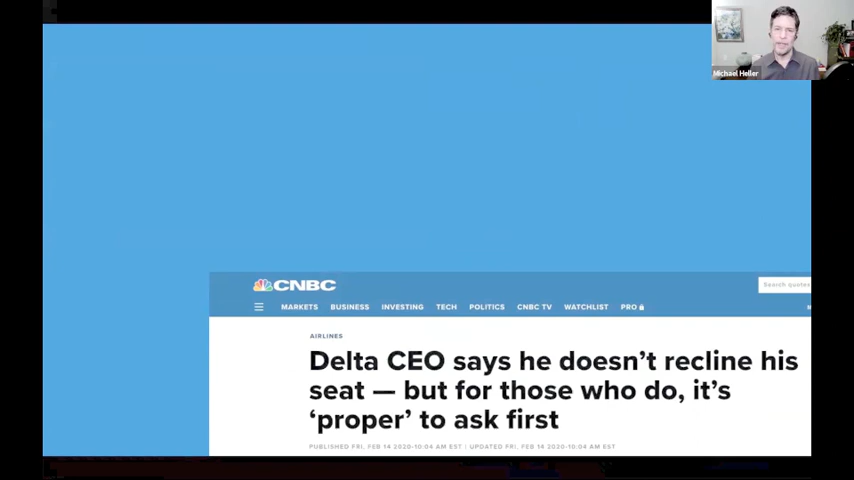 Michael Heller
CNBC
Search quotes
MARKETS BUSINESS INVESTING TECH POLITICS CNBC TV WATCHLIST PRO
AIRLINES
Delta CEO says he doesn’t recline his
seat — but for those who do, it’s
‘proper’ to ask first
PUBLISHED FRI, FEB 14 2020•10:04 AM EST | UPDATED FRI, FEB 14 2020•10:04 AM EST